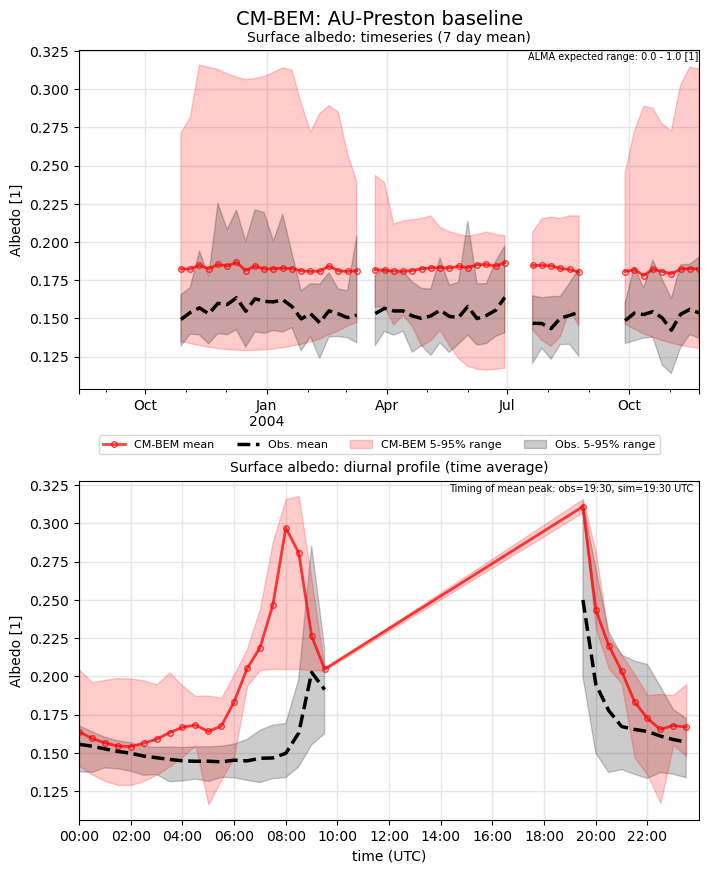 CM-BEM: AU-Preston baseline
Surface albedo: timeseries (7 day mean)
ALMA expected range: 0.0 - 1.0 [1]
0.325
0.300
0.275
0.250
0.225
0.200
0.175
0.150
0.125
Albedo [1]
Oct Jan Apr Jul Oct
2004
CM-BEM mean Obs. mean CM-BEM 5-95% range Obs. 5-95% range
Surface albedo: diurnal profile (time average)
Timing of mean peak: obs=19:30, sim=19:30 UTC
0.325
0.300
0.275
0.250
0.225
0.200
0.175
0.150
0.125
Albedo [1]
00:00 02:00 04:00 06:00 08:00 10:00 12:00 14:00 16:00 18:00 20:00 22:00
time (UTC)